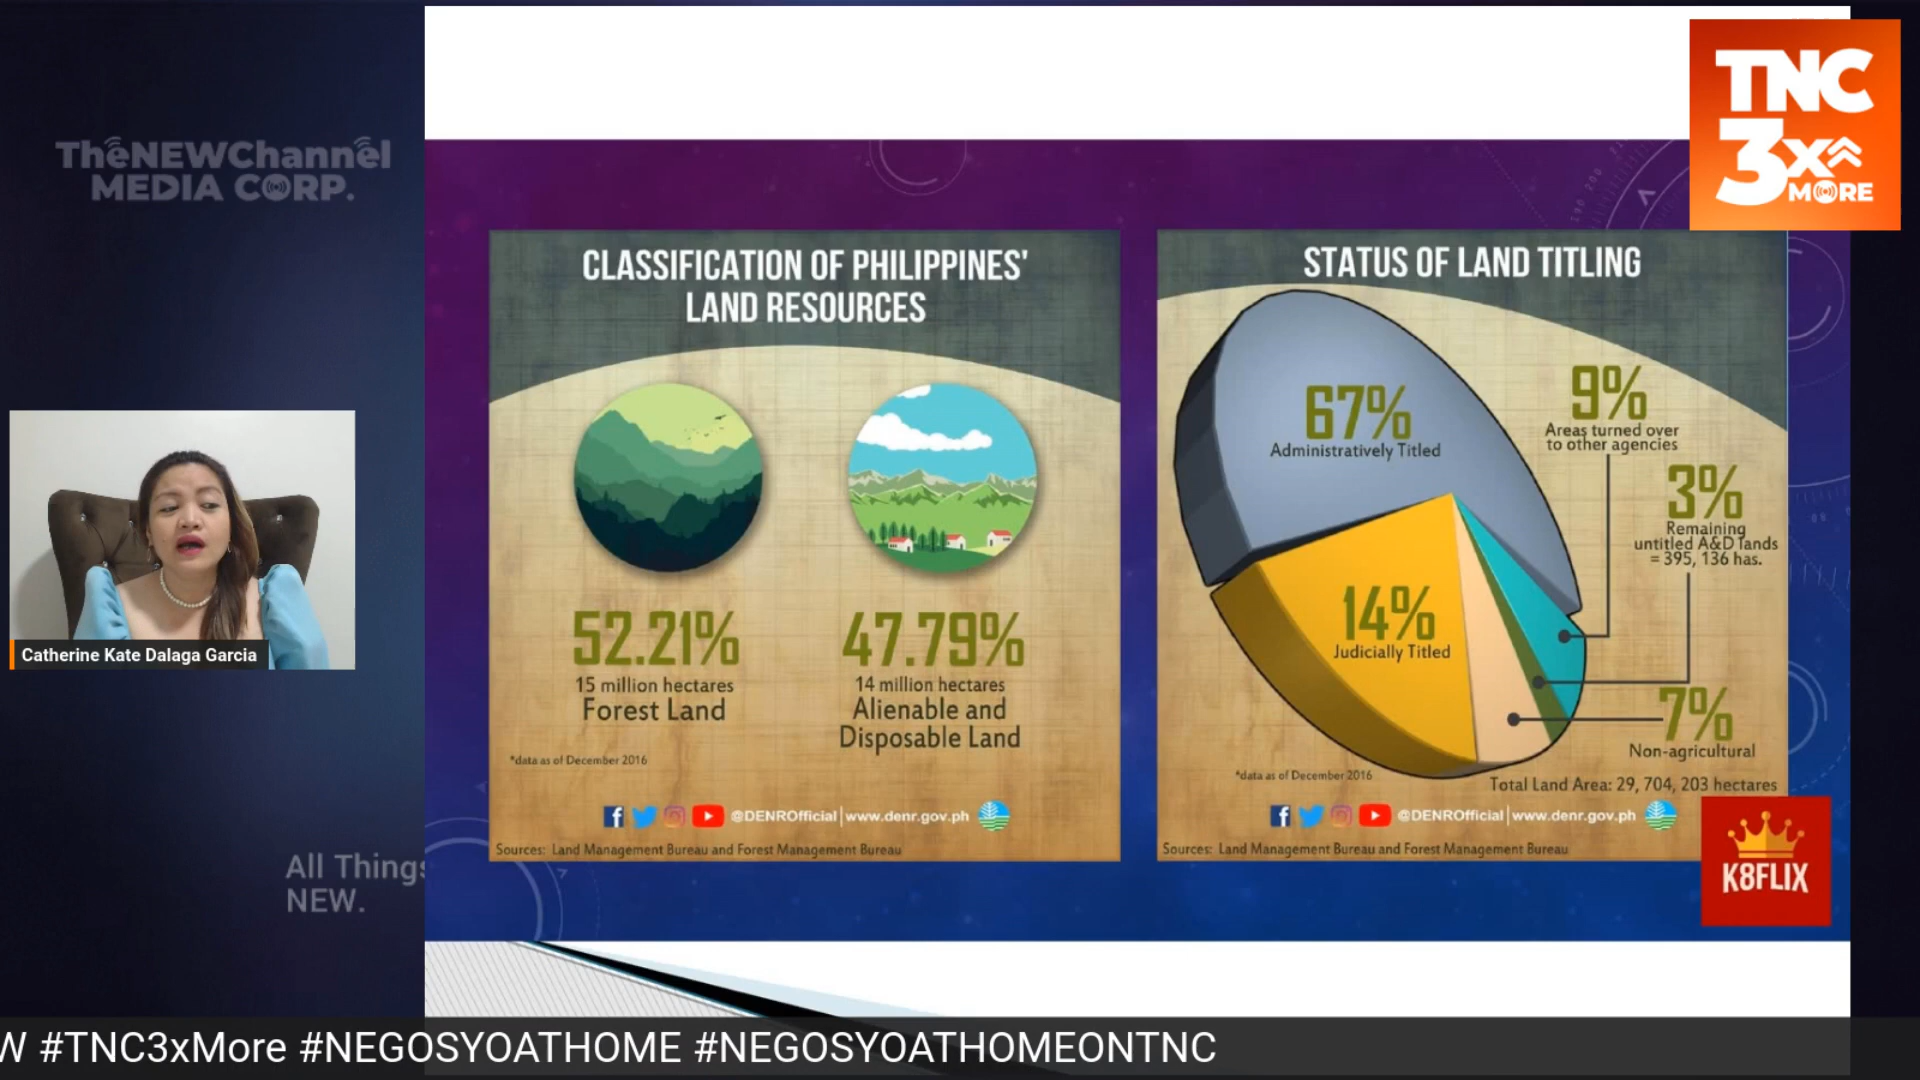 TheNEWChannel
MEDIA CORP.
Catherine Kate Dalaga Garcia
All Things
NEW.
CLASSIFICATION OF PHILIPPINES'
LAND RESOURCES
52.21%
15 million hectares
Forest Land
47.79%
14 million hectares
Alienable and
Disposable Land
*data as of December 2016
@DENROfficial | www.denr.gov.ph
Sources: Land Management Bureau and Forest Management Bureau
STATUS OF LAND TITLING
67%
Administratively Titled
9%
Areas turned over
to other agencies
3%
Remaining
untitled A&D lands
= 395, 136 has.
14%
Judicially Titled
7%
Non-agricultural
*data as of December 2016
Total Land Area: 29, 704, 203 hectares
@DENROfficial | www.denr.gov.ph
Sources: Land Management Bureau and Forest Management Bureau
TNC
3x
MORE
K8FLIX
W #TNC3xMore #NEGOSYOATHOME #NEGOSYOATHOMEONTNC